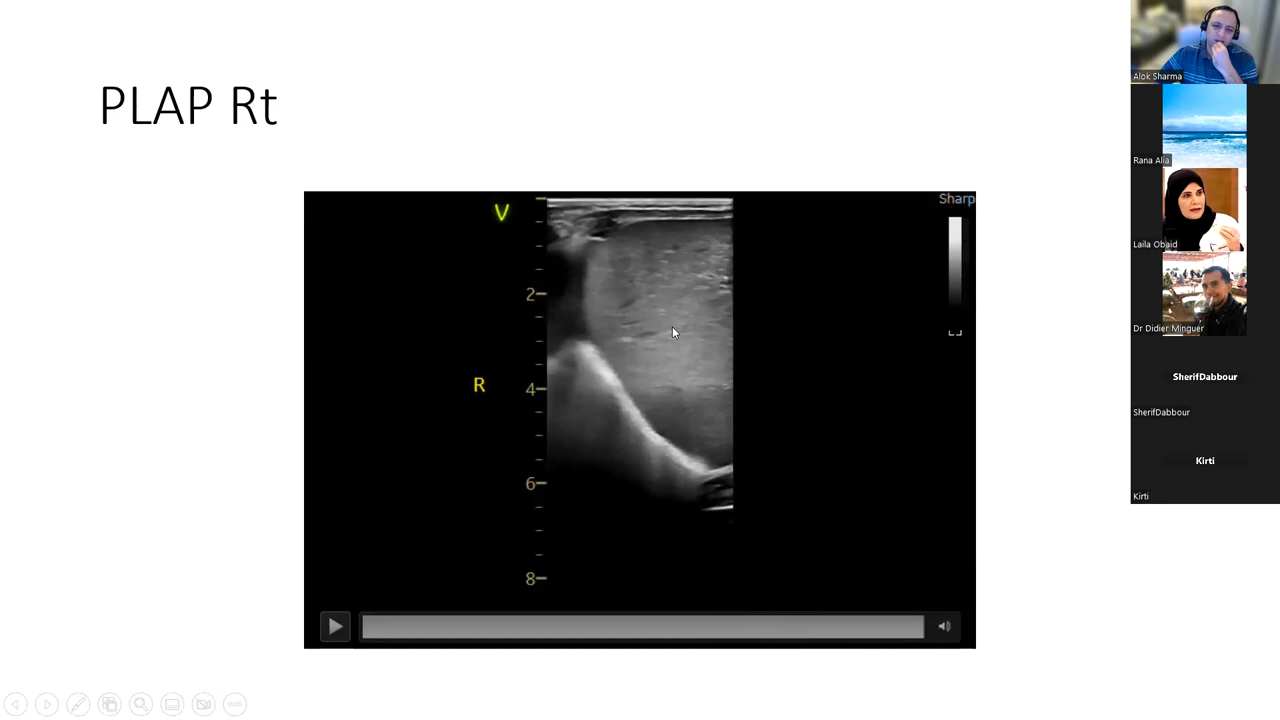 PLAP Rt
V
Sharp
2
R
4
6
8
Alok Sharma
Rana Alia
Laila Obaid
Dr Didier Minguer
SherifDabbour
SherifDabbour
Kirti
Kirti